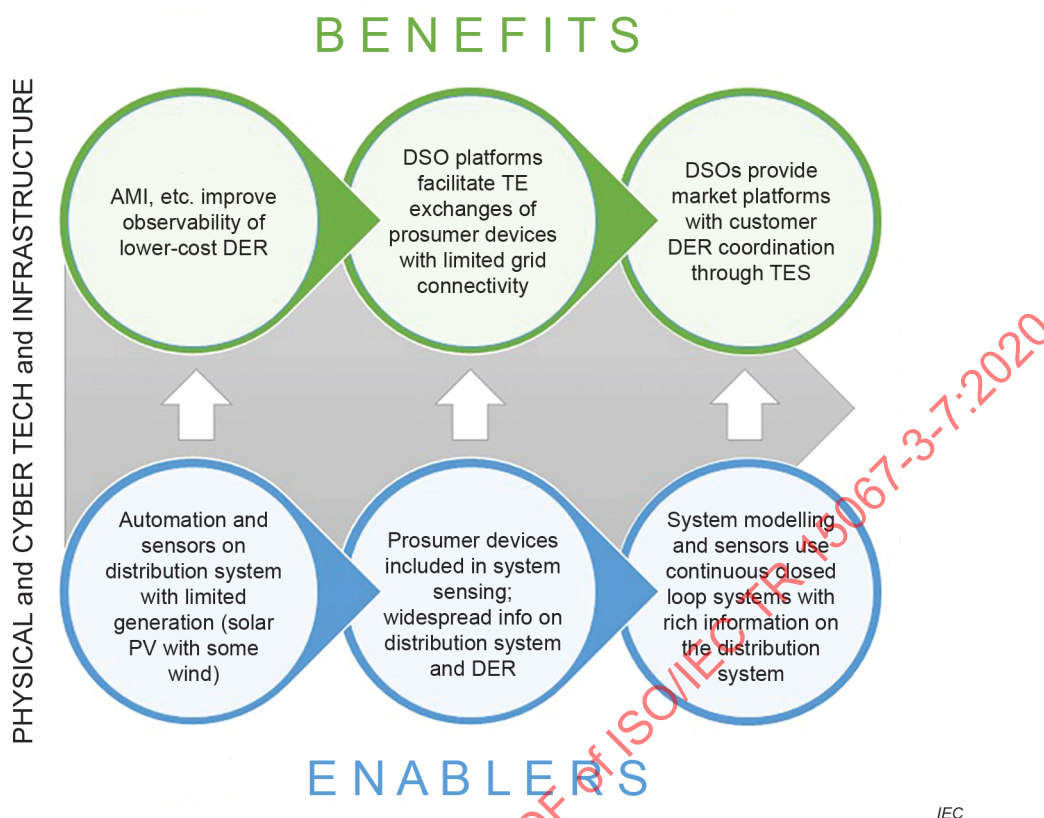 BENEFITS
PHYSICAL and CYBER TECH and INFRASTRUCTURE
AMI, etc. improve
observability of
lower-cost DER
DSO platforms
facilitate TE
exchanges of
prosumer devices
with limited grid
connectivity
DSOs provide
market platforms
with customer
DER coordination
through TES
Automation and
sensors on
distribution system
with limited
generation (solar
PV with some
wind)
Prosumer devices
included in system
sensing;
widespread info on
distribution system
and DER
System modelling
and sensors use
continuous closed
loop systems with
rich information on
the distribution
system
ENABLERS
of ISO/IEC TR 15067-3-7:2020
IEC